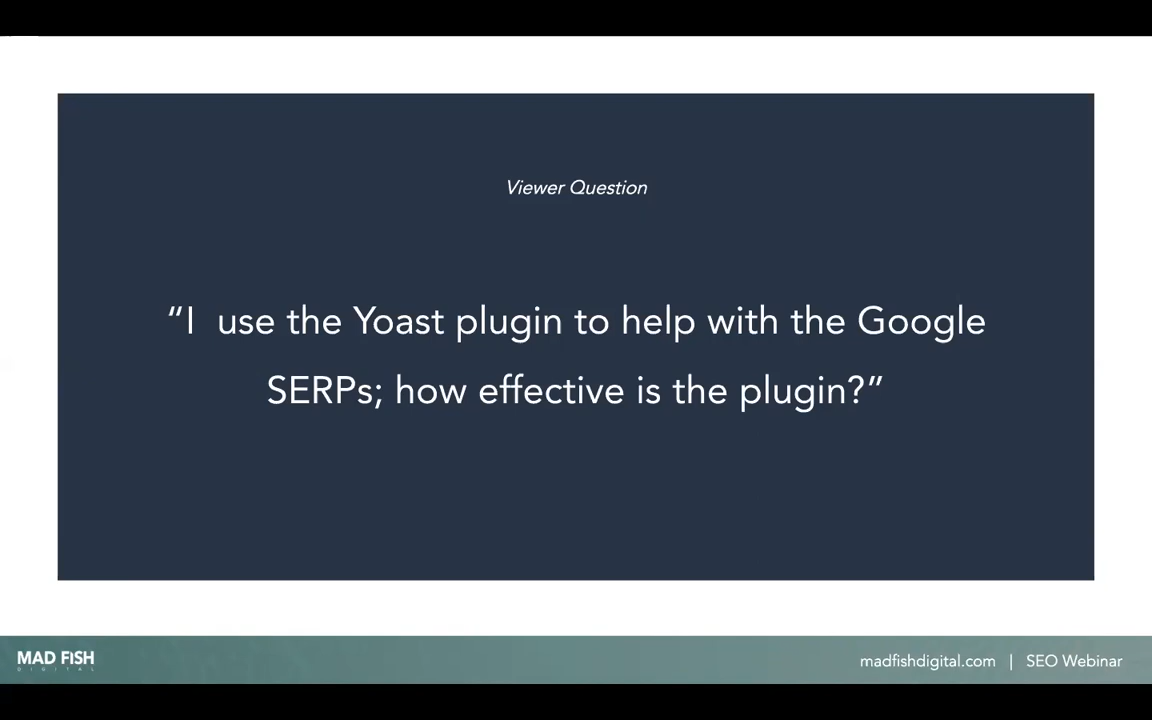 Viewer Question
“I use the Yoast plugin to help with the Google
SERPs; how effective is the plugin?”
MAD FISH
DIGITAL
madfishdigital.com | SEO Webinar